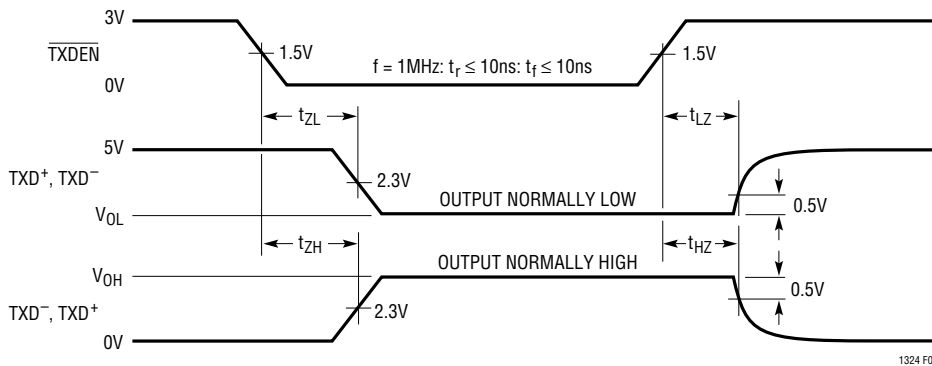 3V
TXDEN
1.5V
1.5V
f = 1MHz: tr ≤ 10ns: tf ≤ 10ns
0V
tZL
tLZ
5V
TXD+, TXD–
2.3V
OUTPUT NORMALLY LOW
0.5V
VOL
tZH
tHZ
OUTPUT NORMALLY HIGH
VOH
0.5V
TXD–, TXD+
2.3V
0V
1324 F0